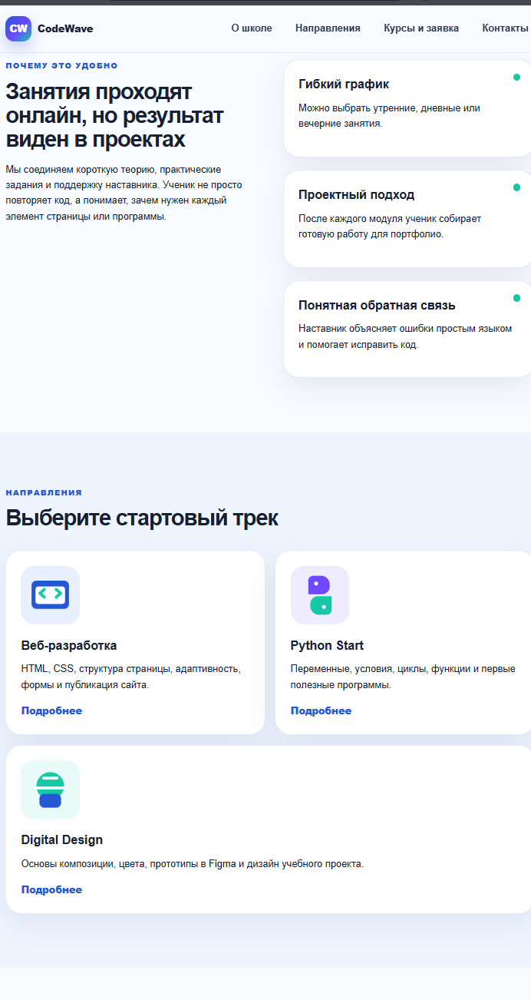 CW CodeWave О школе Направления Курсы и заявка Контакты
ПОЧЕМУ ЭТО УДОБНО
Занятия проходят
онлайн, но результат
виден в проектах
Мы соединяем короткую теорию, практические
задания и поддержку наставника. Ученик не просто
повторяет код, а понимает, зачем нужен каждый
элемент страницы или программы.
Гибкий график
Можно выбрать утренние, дневные или
вечерние занятия.
Проектный подход
После каждого модуля ученик собирает
готовую работу для портфолио.
Понятная обратная связь
Наставник объясняет ошибки простым языком
и помогает исправить код.
НАПРАВЛЕНИЯ
Выберите стартовый трек
Веб-разработка
HTML, CSS, структура страницы, адаптивность,
формы и публикация сайта.
Подробнее
Python Start
Переменные, условия, циклы, функции и первые
полезные программы.
Подробнее
Digital Design
Основы композиции, цвета, прототипы в Figma и дизайн учебного проекта.
Подробнее